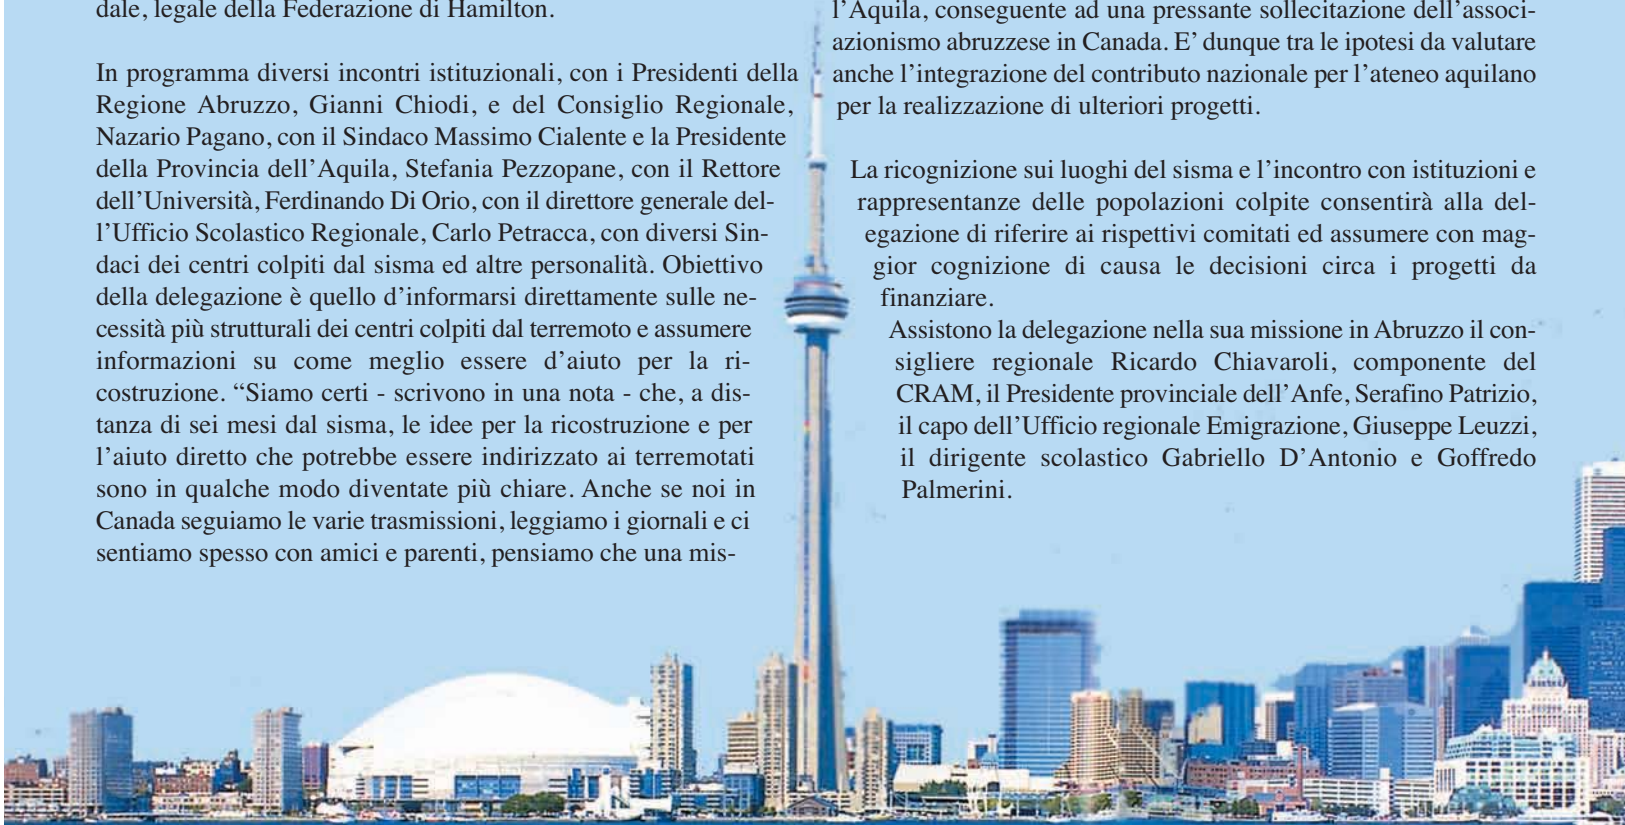 dale, legale della Federazione di Hamilton.
In programma diversi incontri istituzionali, con i Presidenti della
Regione Abruzzo, Gianni Chiodi, e del Consiglio Regionale,
Nazario Pagano, con il Sindaco Massimo Cialente e la Presidente
della Provincia dell’Aquila, Stefania Pezzopane, con il Rettore
dell’Università, Ferdinando Di Orio, con il direttore generale del-
l’Ufficio Scolastico Regionale, Carlo Petracca, con diversi Sin-
daci dei centri colpiti dal sisma ed altre personalità. Obiettivo
della delegazione è quello d’informarsi direttamente sulle ne-
cessità più strutturali dei centri colpiti dal terremoto e assumere
informazioni su come meglio essere d’aiuto per la ri-
costruzione. “Siamo certi - scrivono in una nota - che, a dis-
tanza di sei mesi dal sisma, le idee per la ricostruzione e per
l’aiuto diretto che potrebbe essere indirizzato ai terremotati
sono in qualche modo diventate più chiare. Anche se noi in
Canada seguiamo le varie trasmissioni, leggiamo i giornali e ci
sentiamo spesso con amici e parenti, pensiamo che una mis-
l’Aquila, conseguente ad una pressante sollecitazione dell’associ-
azionismo abruzzese in Canada. E’ dunque tra le ipotesi da valutare
anche l’integrazione del contributo nazionale per l’ateneo aquilano
per la realizzazione di ulteriori progetti.
La ricognizione sui luoghi del sisma e l’incontro con istituzioni e
rappresentanze delle popolazioni colpite consentirà alla del-
egazione di riferire ai rispettivi comitati ed assumere con mag-
gior cognizione di causa le decisioni circa i progetti da
finanziare.
Assistono la delegazione nella sua missione in Abruzzo il con-
sigliere regionale Ricardo Chiavaroli, componente del
CRAM, il Presidente provinciale dell’Anfe, Serafino Patrizio,
il capo dell’Ufficio regionale Emigrazione, Giuseppe Leuzzi,
il dirigente scolastico Gabriello D’Antonio e Goffredo
Palmerini.